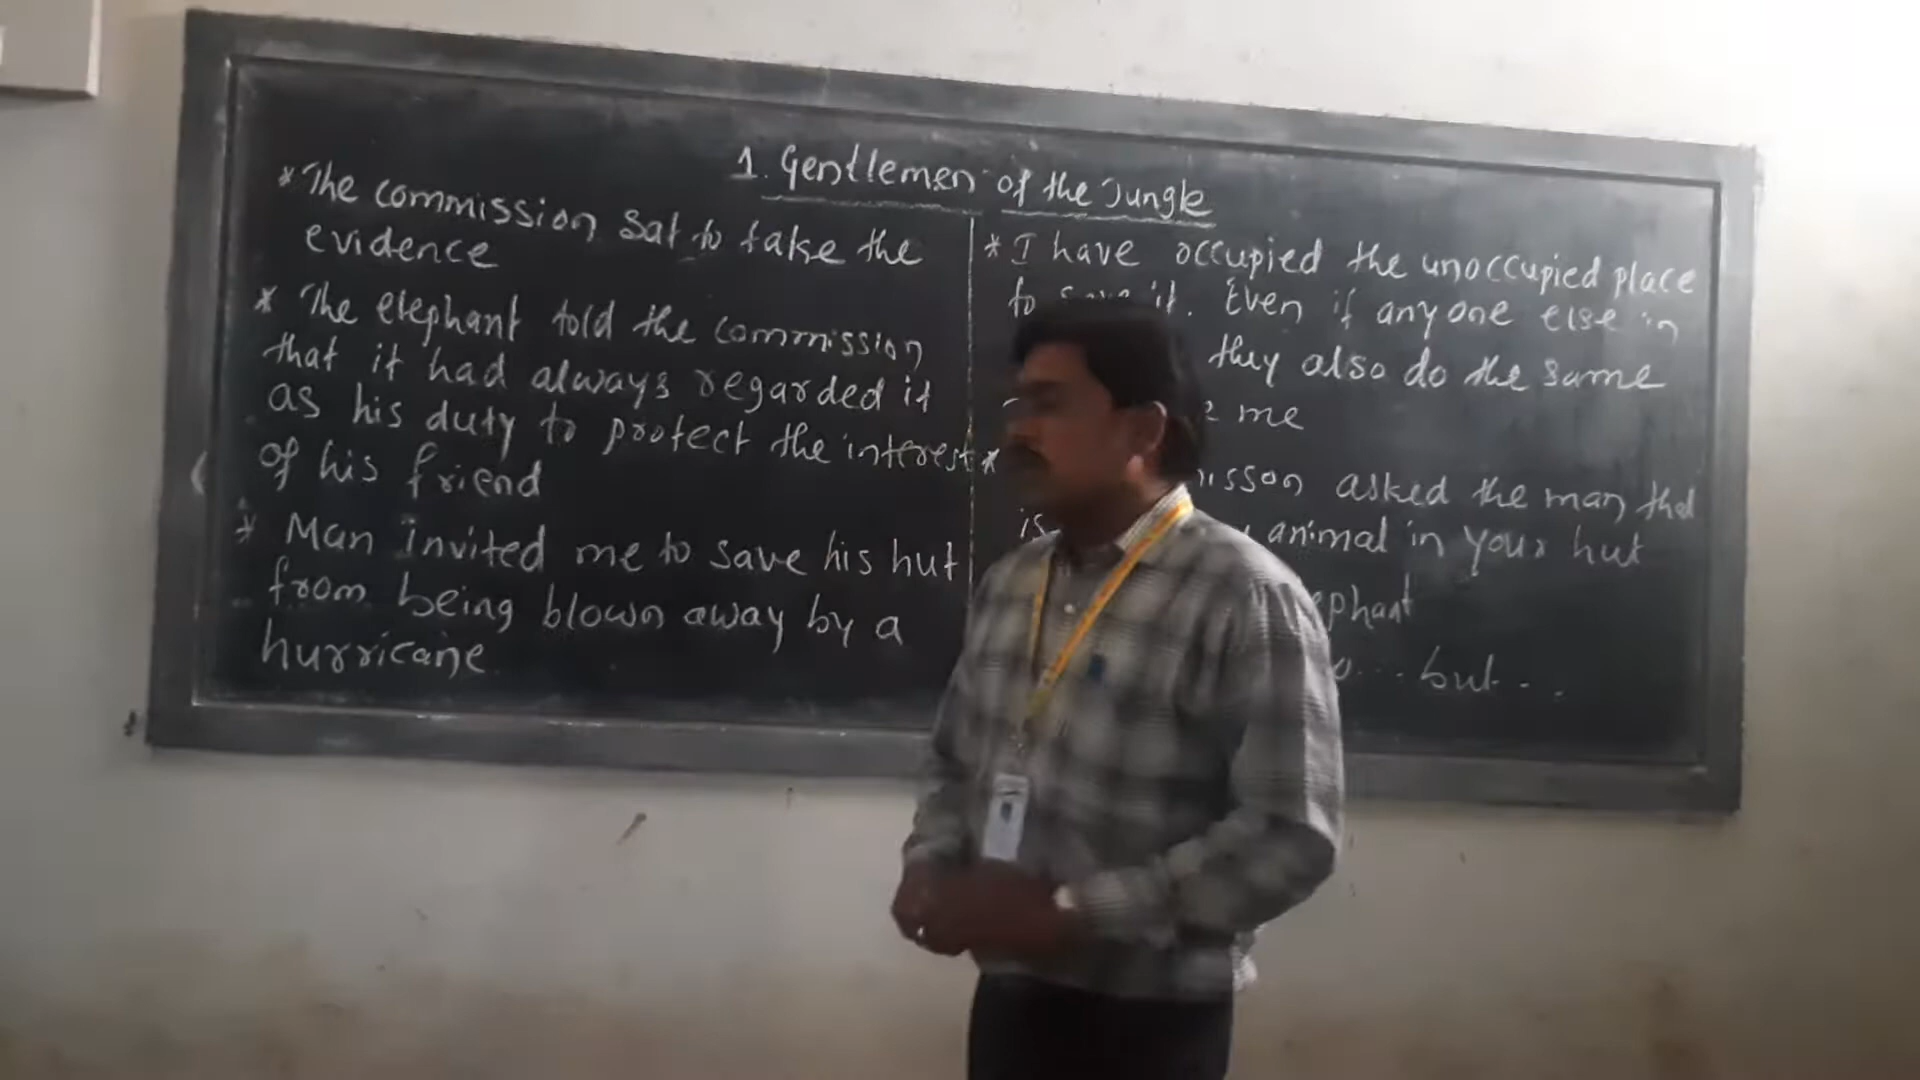 1. Gentlemen of the Jungle
* The commission sat to take the
evidence
* The elephant told the commission
that it had always regarded it
as his duty to protect the interest
of his friend
* Man invited me to save his hut
from being blown away by a
hurricane
* I have occupied the unoccupied place
to save it. Even if anyone else in
they also do the same
me
* asked the man that
is animal in your hut
but...